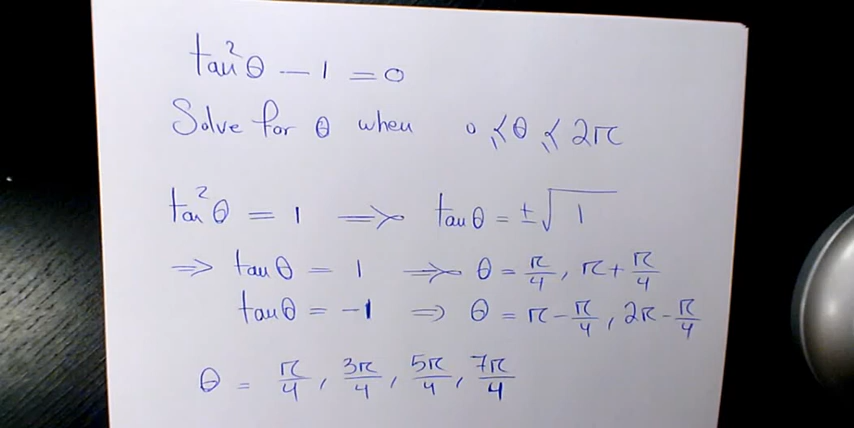 tan²θ − 1 = 0
Solve for θ when 0 ⩽ θ ⩽ 2π
tan²θ = 1 ⇒ tanθ = ±√1
⇒ tanθ = 1 ⇒ θ = π/4, π + π/4
tanθ = −1 ⇒ θ = π − π/4, 2π − π/4
θ = π/4, 3π/4, 5π/4, 7π/4